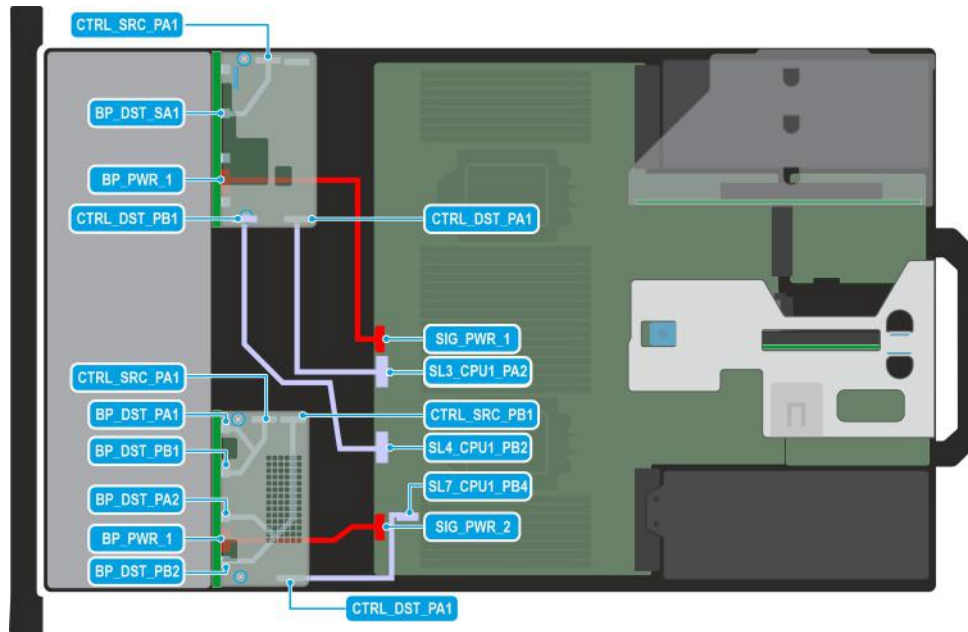 CTRL_SRC_PA1
BP_DST_SA1
BP_PWR_1
CTRL_DST_PB1
CTRL_DST_PA1
SIG_PWR_1
SL3_CPU1_PA2
CTRL_SRC_PA1
BP_DST_PA1
CTRL_SRC_PB1
SL4_CPU1_PB2
BP_DST_PB1
SL7_CPU1_PB4
BP_DST_PA2
SIG_PWR_2
BP_PWR_1
BP_DST_PB2
CTRL_DST_PA1